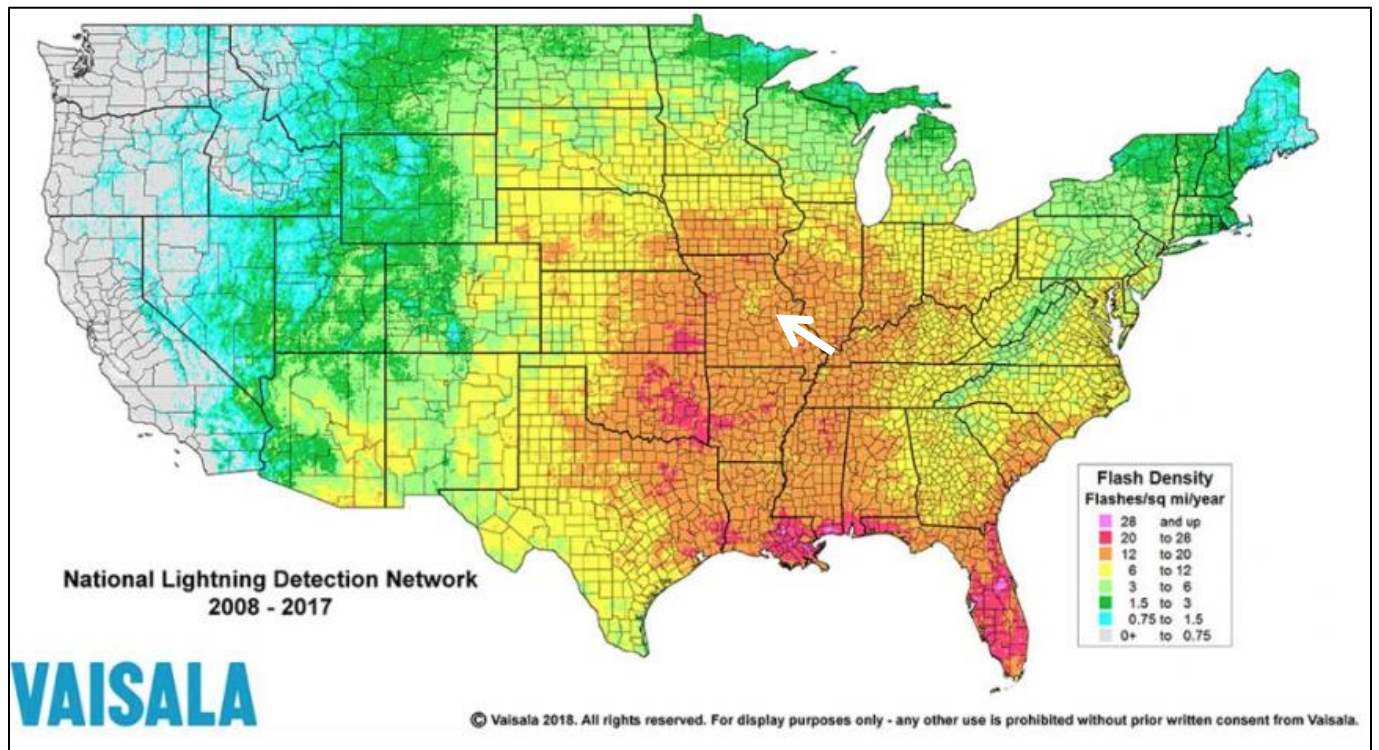 Flash Density
Flashes/sq mi/year
28 and up
20 to 28
12 to 20
6 to 12
3 to 6
1.5 to 3
0.75 to 1.5
0+ to 0.75
National Lightning Detection Network
2008 - 2017
VAISALA
© Vaisala 2018. All rights reserved. For display purposes only - any other use is prohibited without prior written consent from Vaisala.